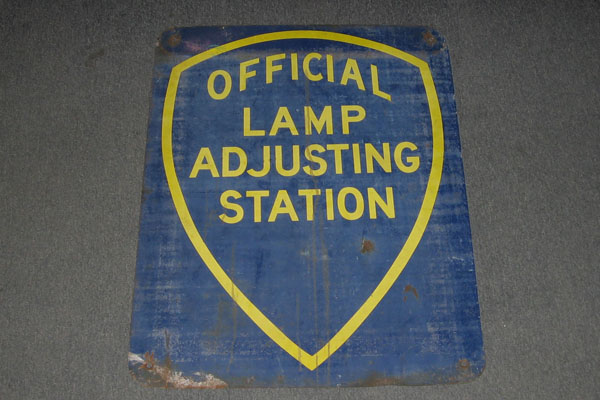 OFFICIAL
LAMP
ADJUSTING
STATION